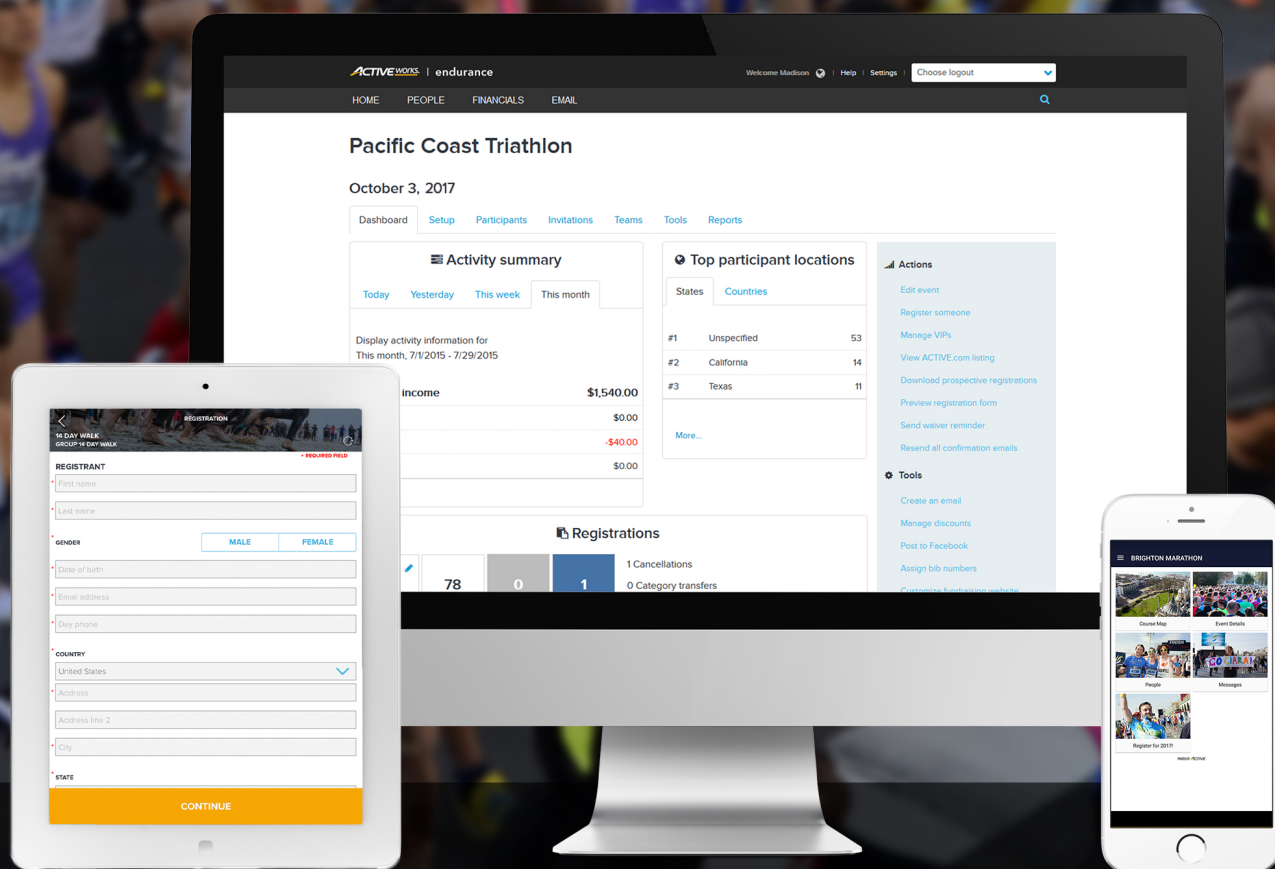 ACTIVE WORKS. | endurance
Welcome Madison | Help | Settings | Choose logout
HOME PEOPLE FINANCIALS EMAIL
Pacific Coast Triathlon
October 3, 2017
Dashboard Setup Participants Invitations Teams Tools Reports
Activity summary
Today Yesterday This week This month
Display activity information for
This month, 7/1/2015 - 7/29/2015
income $1,540.00
$0.00
-$40.00
$0.00
Top participant locations
States Countries
#1 Unspecified 53
#2 California 14
#3 Texas 11
More...
Actions
Edit event
Register someone
Manage VIPs
View ACTIVE.com listing
Download prospective registrations
Preview registration form
Send waiver reminder
Resend all confirmation emails
Tools
Create an email
Manage discounts
Post to Facebook
Assign bib numbers
Customize fundraising website
Registrations
78 0 1
1 Cancellations
0 Category transfers
REGISTRATION
14 DAY WALK
GROUP 14 DAY WALK
* REQUIRED FIELD
REGISTRANT
* First name
* Last name
* GENDER MALE FEMALE
* Date of birth
* Email address
* Day phone
* COUNTRY
United States
* Address
Address line 2
* City
* STATE
CONTINUE
BRIGHTON MARATHON
Course Map Event Details
GO CIARA!
People Messages
Register for 2017!
ACTIVE